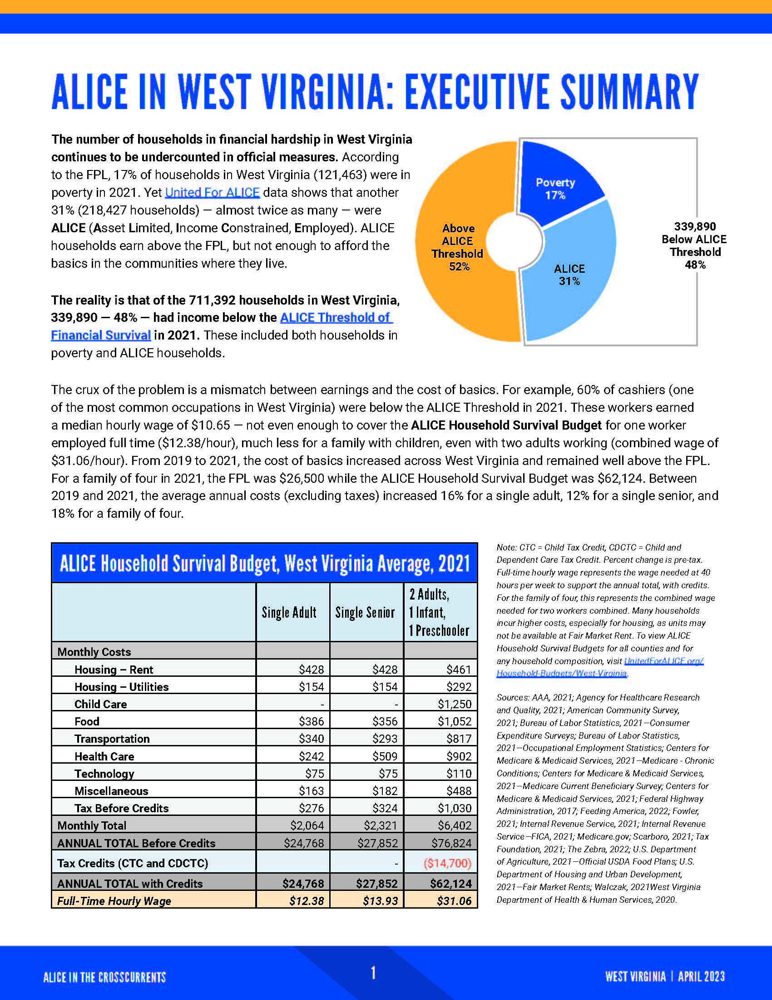 ALICE IN WEST VIRGINIA: EXECUTIVE SUMMARY
The number of households in financial hardship in West Virginia
continues to be undercounted in official measures. According
to the FPL, 17% of households in West Virginia (121,463) were in
poverty in 2021. Yet United For ALICE data shows that another
31% (218,427 households) — almost twice as many — were
ALICE (Asset Limited, Income Constrained, Employed). ALICE
households earn above the FPL, but not enough to afford the
basics in the communities where they live.
The reality is that of the 711,392 households in West Virginia,
339,890 — 48% — had income below the ALICE Threshold of
Financial Survival in 2021. These included both households in
poverty and ALICE households.
Poverty
17%
Above
ALICE
Threshold
52%
ALICE
31%
339,890
Below ALICE
Threshold
48%
The crux of the problem is a mismatch between earnings and the cost of basics. For example, 60% of cashiers (one
of the most common occupations in West Virginia) were below the ALICE Threshold in 2021. These workers earned
a median hourly wage of $10.65 — not even enough to cover the ALICE Household Survival Budget for one worker
employed full time ($12.38/hour), much less for a family with children, even with two adults working (combined wage of
$31.06/hour). From 2019 to 2021, the cost of basics increased across West Virginia and remained well above the FPL.
For a family of four in 2021, the FPL was $26,500 while the ALICE Household Survival Budget was $62,124. Between
2019 and 2021, the average annual costs (excluding taxes) increased 16% for a single adult, 12% for a single senior, and
18% for a family of four.
ALICE Household Survival Budget, West Virginia Average, 2021
Single Adult Single Senior 2 Adults,
1 Infant,
1 Preschooler
Monthly Costs
Housing – Rent $428 $428 $461
Housing – Utilities $154 $154 $292
Child Care - - $1,250
Food $386 $356 $1,052
Transportation $340 $293 $817
Health Care $242 $509 $902
Technology $75 $75 $110
Miscellaneous $163 $182 $488
Tax Before Credits $276 $324 $1,030
Monthly Total $2,064 $2,321 $6,402
ANNUAL TOTAL Before Credits $24,768 $27,852 $76,824
Tax Credits (CTC and CDCTC) - ($14,700)
ANNUAL TOTAL with Credits $24,768 $27,852 $62,124
Full-Time Hourly Wage $12.38 $13.93 $31.06
Note: CTC = Child Tax Credit, CDCTC = Child and
Dependent Care Tax Credit. Percent change is pre-tax.
Full-time hourly wage represents the wage needed at 40
hours per week to support the annual total, with credits.
For the family of four, this represents the combined wage
needed for two workers combined. Many households
incur higher costs, especially for housing, as units may
not be available at Fair Market Rent. To view ALICE
Household Survival Budgets for all counties and for
any household composition, visit UnitedForALICE.org/
Household-Budgets/West-Virginia.
Sources: AAA, 2021; Agency for Healthcare Research
and Quality, 2021; American Community Survey,
2021; Bureau of Labor Statistics, 2021—Consumer
Expenditure Surveys; Bureau of Labor Statistics,
2021—Occupational Employment Statistics; Centers for
Medicare & Medicaid Services, 2021—Medicare - Chronic
Conditions; Centers for Medicare & Medicaid Services,
2021—Medicare Current Beneficiary Survey; Centers for
Medicare & Medicaid Services, 2021; Federal Highway
Administration, 2017; Feeding America, 2022; Fowler,
2021; Internal Revenue Service, 2021; Internal Revenue
Service—FICA, 2021; Medicare.gov; Scarboro, 2021; Tax
Foundation, 2021; The Zebra, 2022; U.S. Department
of Agriculture, 2021—Official USDA Food Plans; U.S.
Department of Housing and Urban Development,
2021—Fair Market Rents; Walczak, 2021West Virginia
Department of Health & Human Services, 2020.
ALICE IN THE CROSSCURRENTS
1
WEST VIRGINIA | APRIL 2023